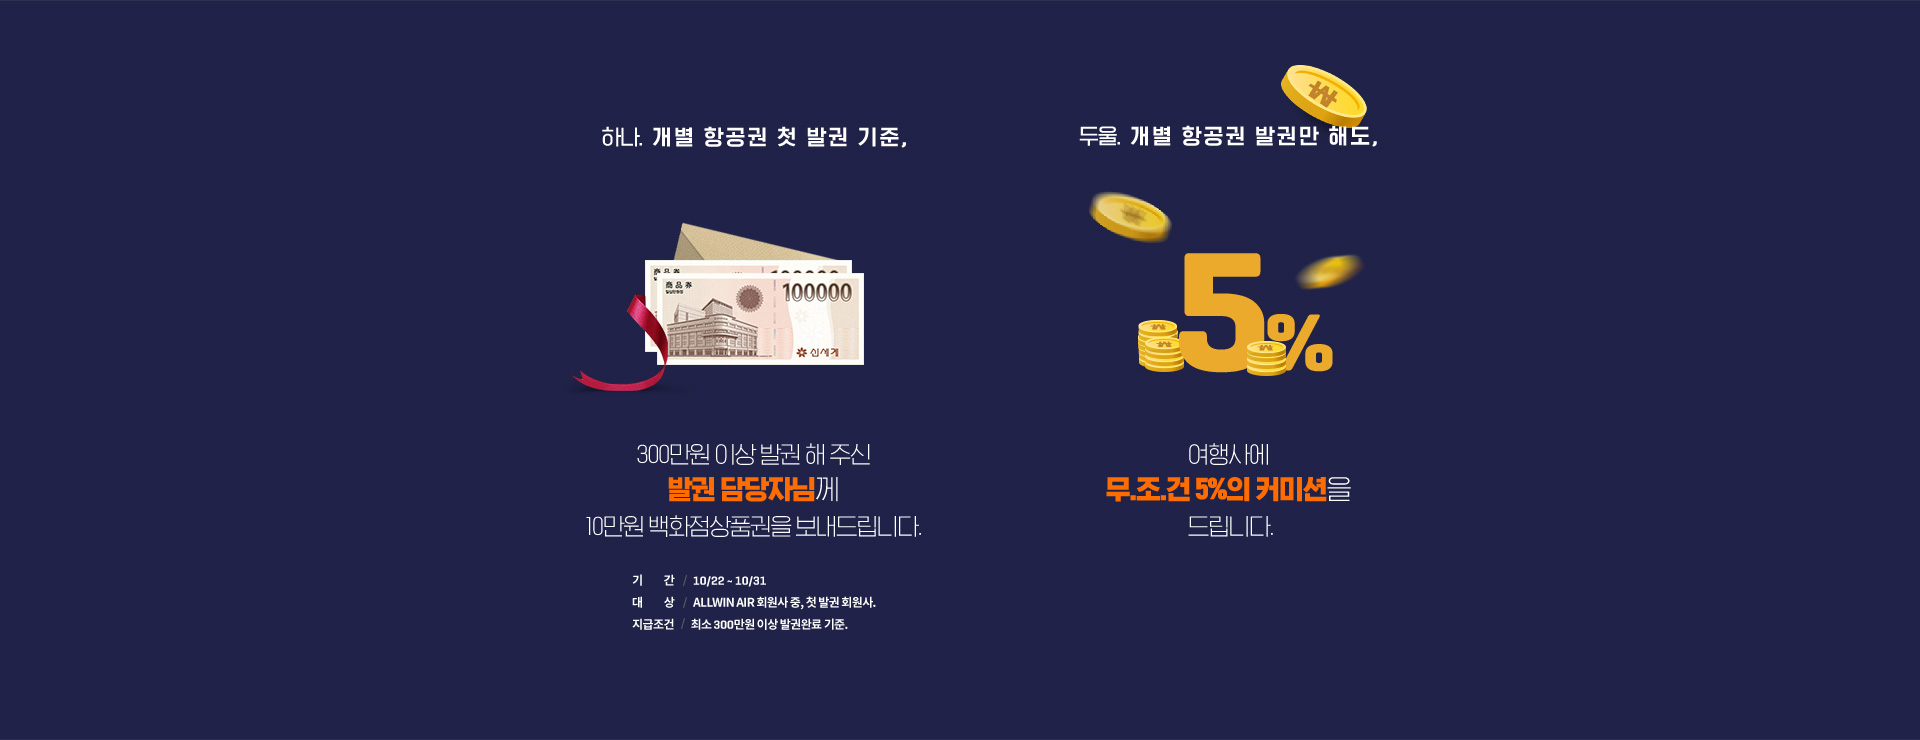 하나. 개별 항공권 첫 발권 기준,
商品券
100000
商品券
100000
신세계
300만원 이상 발권 해 주신
발권 담당자님께
10만원 백화점상품권을 보내드립니다.
기 간 / 10/22 ~ 10/31
대 상 / ALLWIN AIR 회원사 중, 첫 발권 회원사.
지급조건 / 최소 300만원 이상 발권완료 기준.
두울. 개별 항공권 발권만 해도,
5%
여행사에
무.조.건 5%의 커미션을
드립니다.